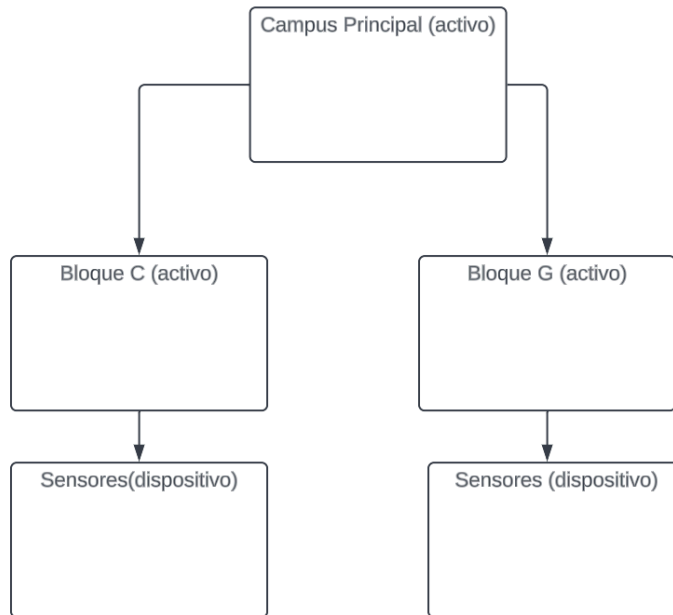 Campus Principal (activo)
Bloque C (activo)
Bloque G (activo)
Sensores(dispositivo)
Sensores (dispositivo)